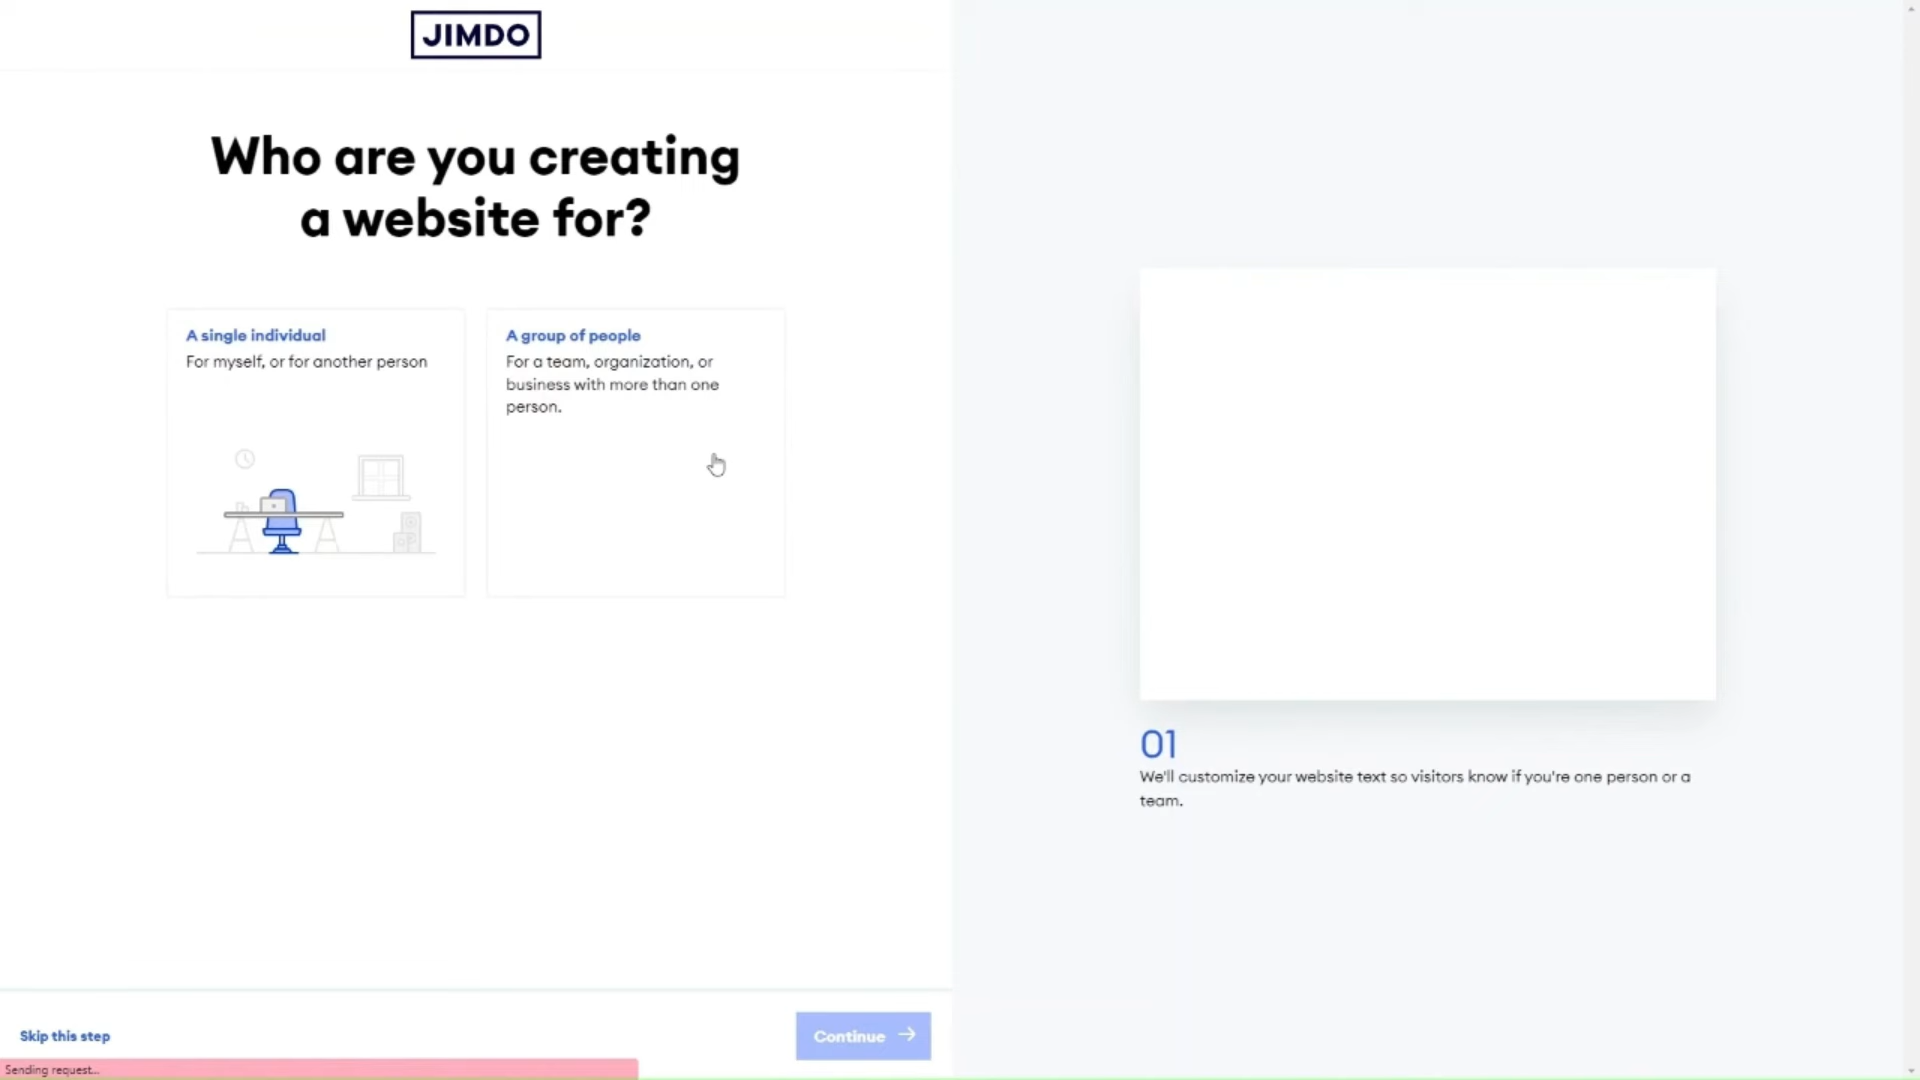 JIMDO
Who are you creating
a website for?
A single individual
For myself, or for another person
A group of people
For a team, organization, or
business with more than one
person.
01
We'll customize your website text so visitors know if you're one person or a
team.
Skip this step
Continue
Sending request...